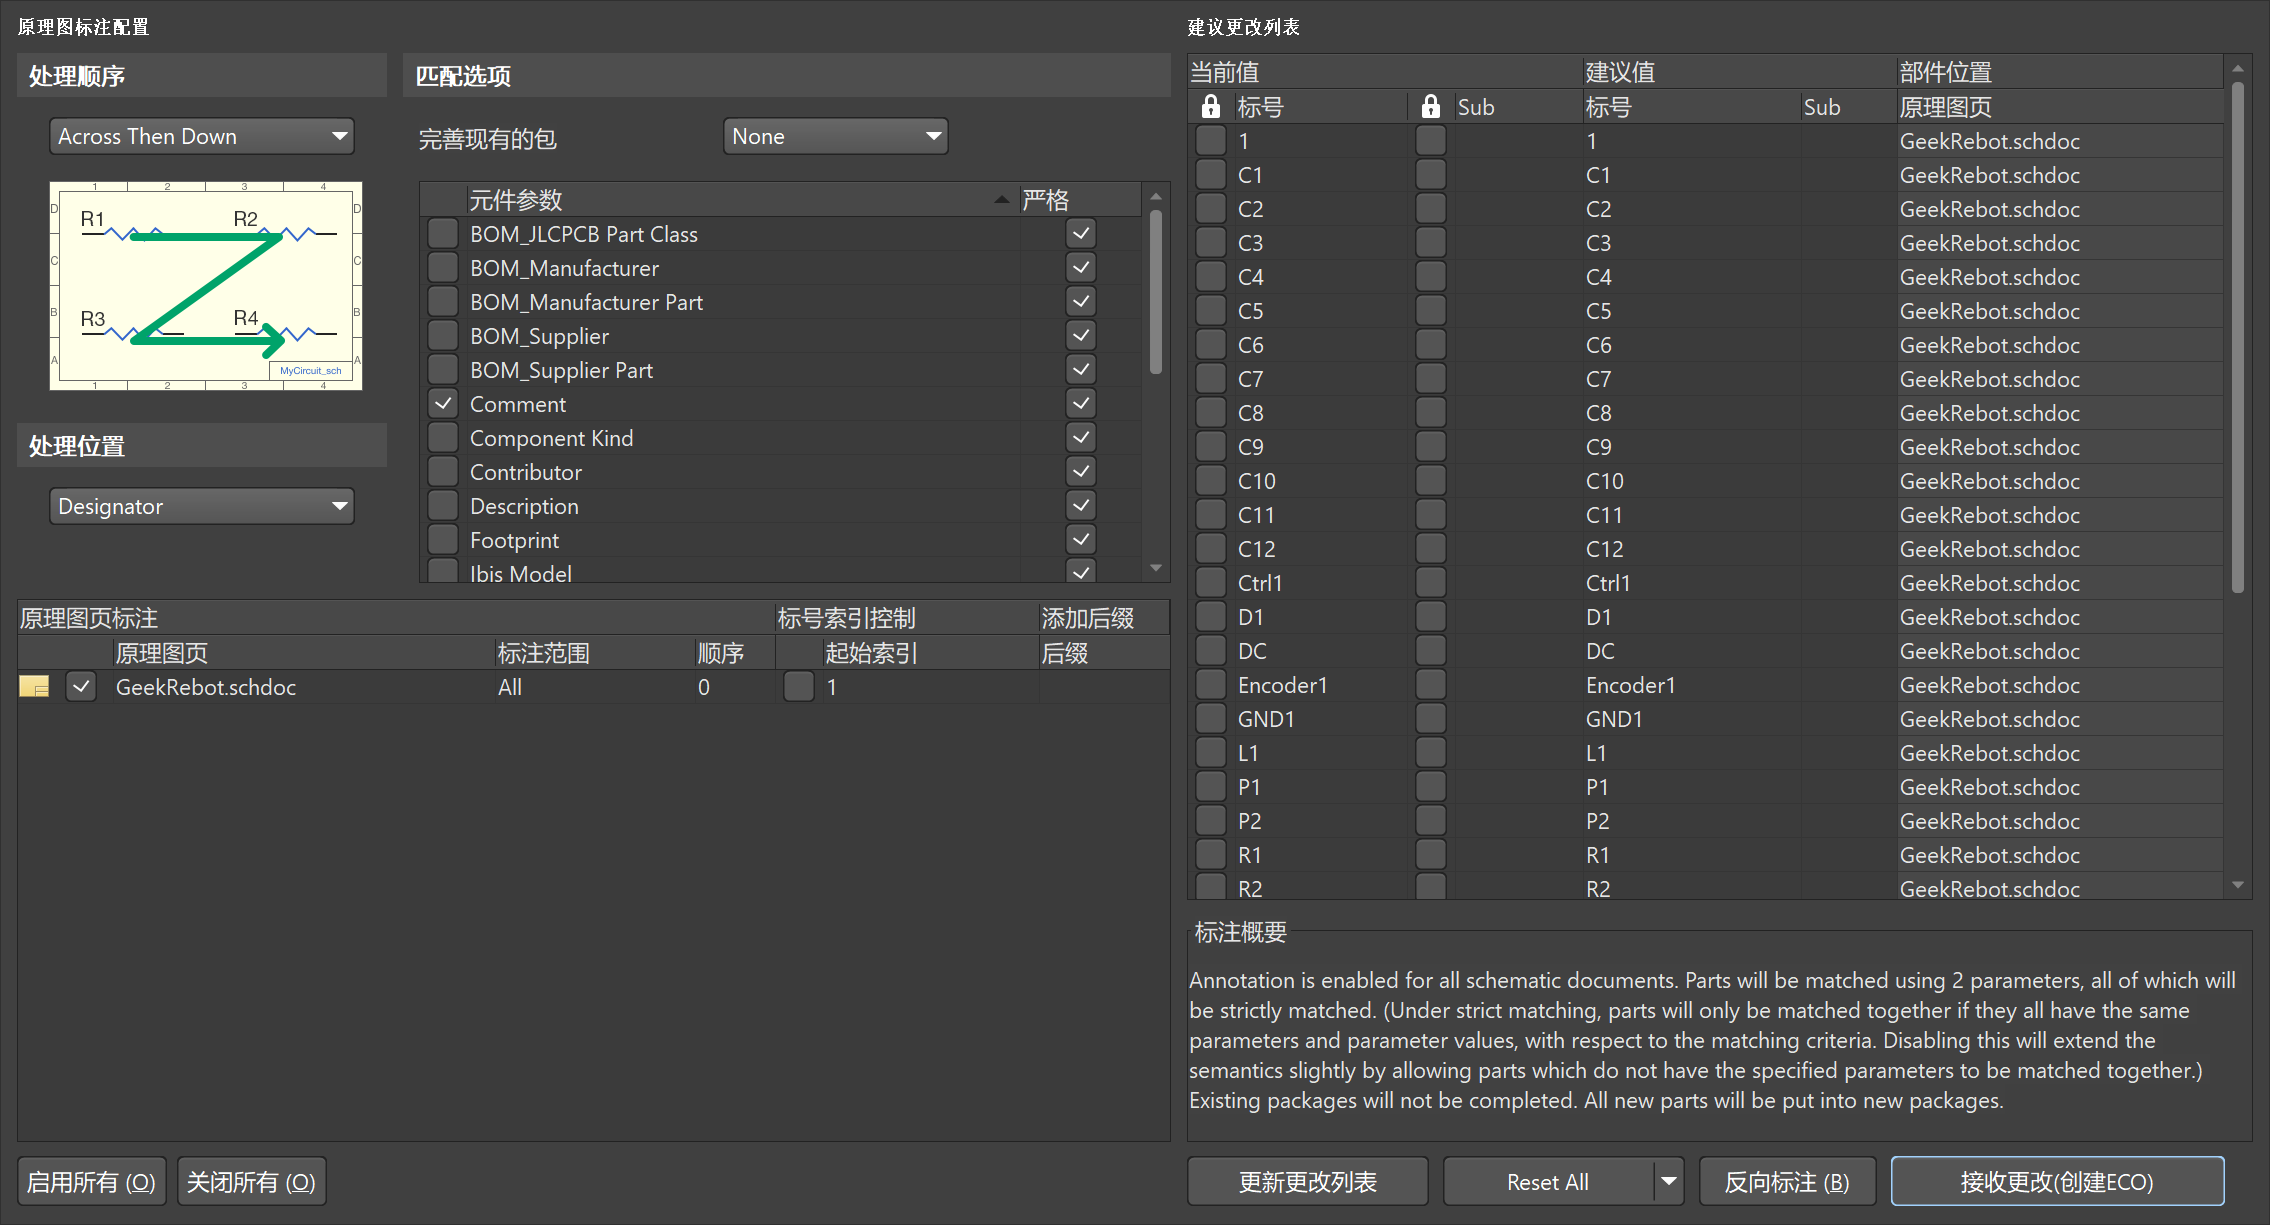 原理图标注配置
处理顺序
Across Then Down
1 2 3 4
D R1 R2 D
C C
B R3 R4 B
A MyCircuit_sch A
1 2 3 4
处理位置
Designator
匹配选项
完善现有的包 None
元件参数 严格
BOM_JLCPCB Part Class
BOM_Manufacturer
BOM_Manufacturer Part
BOM_Supplier
BOM_Supplier Part
Comment
Component Kind
Contributor
Description
Footprint
Ibis Model
原理图页标注 标号索引控制 添加后缀
原理图页 标注范围 顺序 起始索引 后缀
GeekRebot.schdoc All 0 1
启用所有 (O) 关闭所有 (O)
建议更改列表
当前值 建议值 部件位置
标号 Sub 标号 Sub 原理图页
1 1 GeekRebot.schdoc
C1 C1 GeekRebot.schdoc
C2 C2 GeekRebot.schdoc
C3 C3 GeekRebot.schdoc
C4 C4 GeekRebot.schdoc
C5 C5 GeekRebot.schdoc
C6 C6 GeekRebot.schdoc
C7 C7 GeekRebot.schdoc
C8 C8 GeekRebot.schdoc
C9 C9 GeekRebot.schdoc
C10 C10 GeekRebot.schdoc
C11 C11 GeekRebot.schdoc
C12 C12 GeekRebot.schdoc
Ctrl1 Ctrl1 GeekRebot.schdoc
D1 D1 GeekRebot.schdoc
DC DC GeekRebot.schdoc
Encoder1 Encoder1 GeekRebot.schdoc
GND1 GND1 GeekRebot.schdoc
L1 L1 GeekRebot.schdoc
P1 P1 GeekRebot.schdoc
P2 P2 GeekRebot.schdoc
R1 R1 GeekRebot.schdoc
R2 R2 GeekRebot.schdoc
标注概要
Annotation is enabled for all schematic documents. Parts will be matched using 2 parameters, all of which will
be strictly matched. (Under strict matching, parts will only be matched together if they all have the same
parameters and parameter values, with respect to the matching criteria. Disabling this will extend the
semantics slightly by allowing parts which do not have the specified parameters to be matched together.)
Existing packages will not be completed. All new parts will be put into new packages.
更新更改列表 Reset All 反向标注 (B) 接收更改(创建ECO)